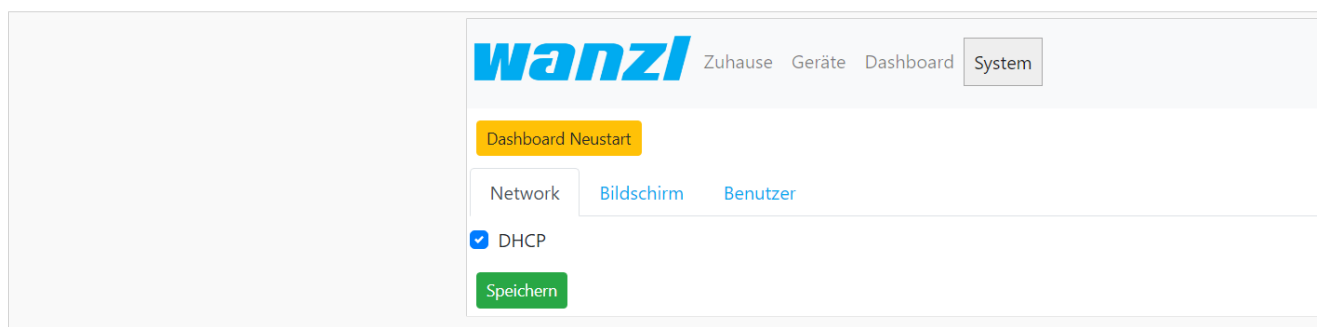 wanzl Zuhause Geräte Dashboard System
Dashboard Neustart
Network Bildschirm Benutzer
DHCP
Speichern